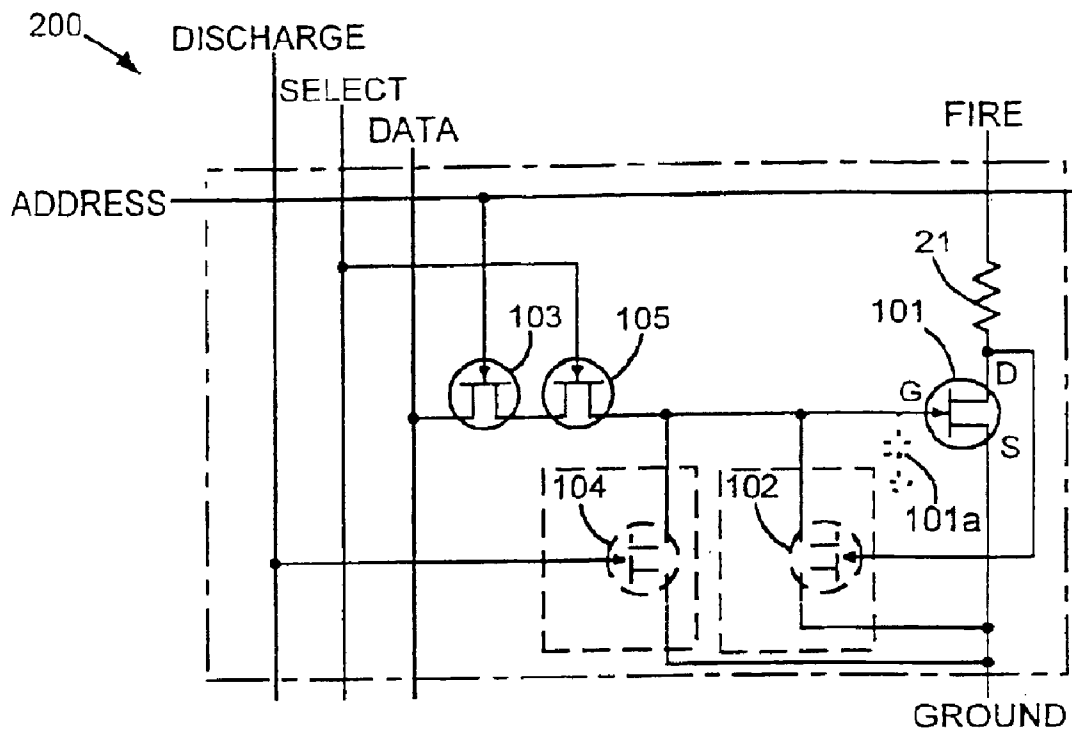 200
DISCHARGE
SELECT
DATA
FIRE
ADDRESS
21
103
105
101
D
G
S
104
102
101a
GROUND